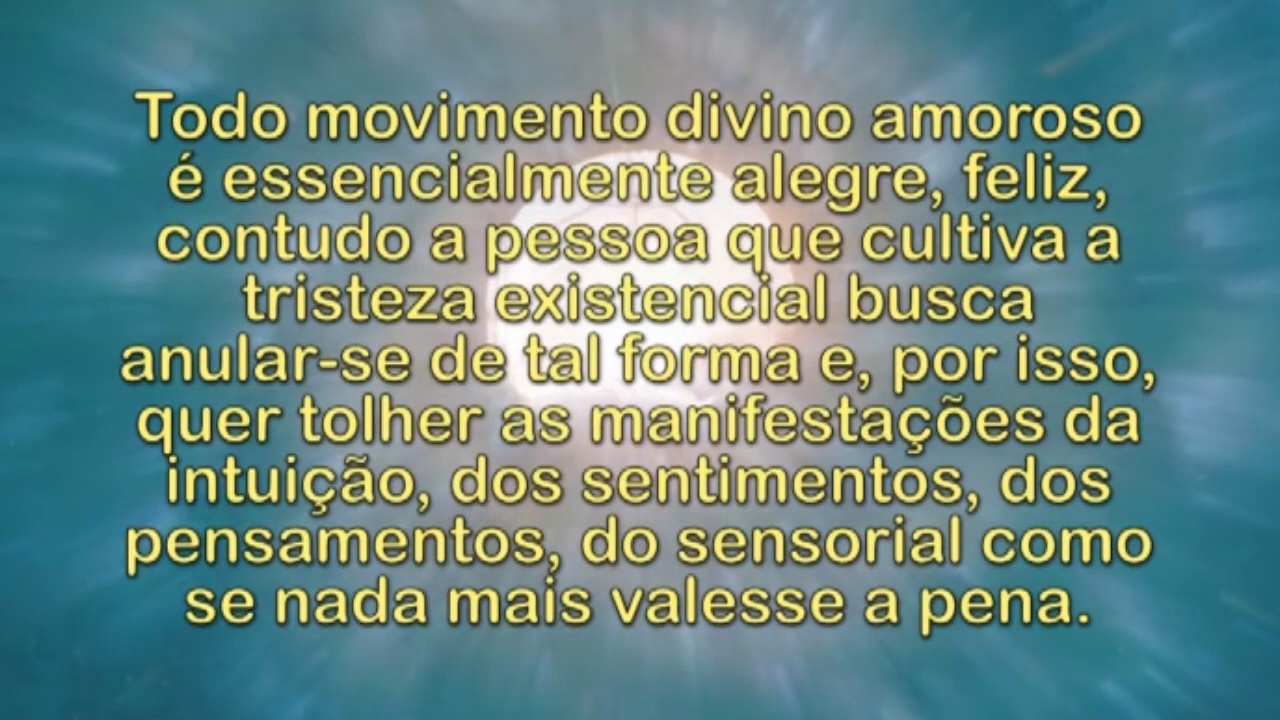 Todo movimento divino amoroso
é essencialmente alegre, feliz,
contudo a pessoa que cultiva a
tristeza existencial busca
anular-se de tal forma e, por isso,
quer tolher as manifestações da
intuição, dos sentimentos, dos
pensamentos, do sensorial como
se nada mais valesse a pena.